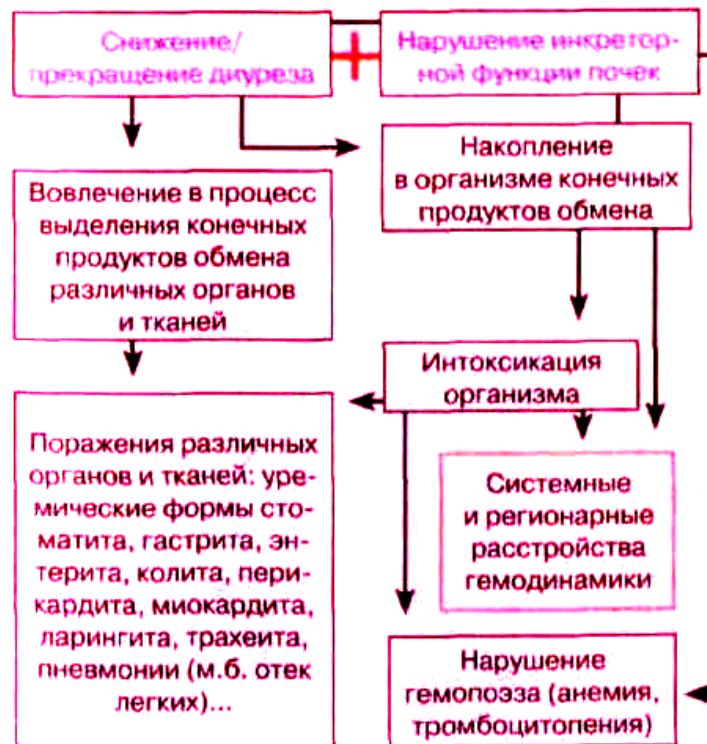 Снижение/
прекращение диуреза
+
Нарушение инкретор-
ной функции почек
Накопление
в организме конечных
продуктов обмена
Вовлечение в процесс
выделения конечных
продуктов обмена
различных органов
и тканей
Интоксикация
организма
Поражения различных
органов и тканей: уре-
мические формы сто-
матита, гастрита, эн-
терита, колита, пери-
кардита, миокардита,
ларингита, трахеита,
пневмонии (м.б. отек
легких)...
Системные
и регионарные
расстройства
гемодинамики
Нарушение
гемопоэза (анемия,
тромбоцитопения)